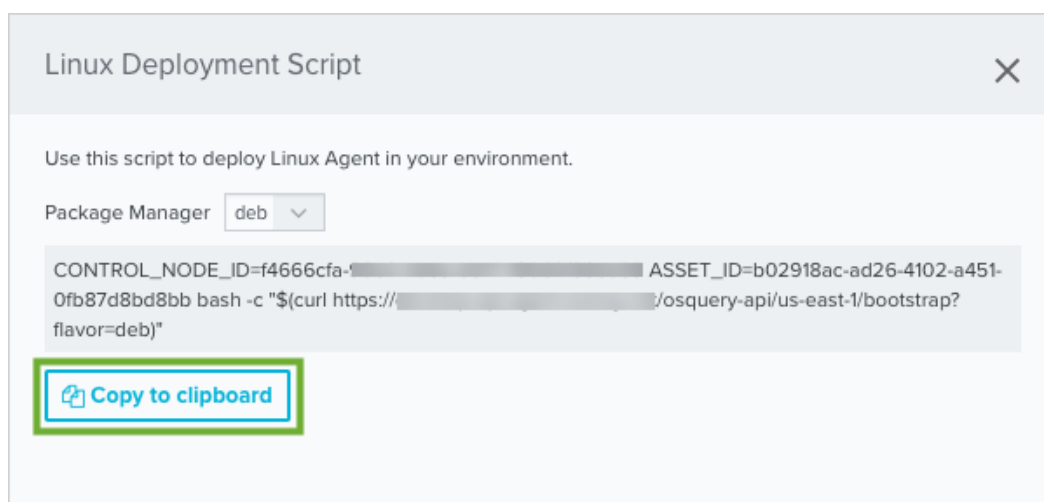 Linux Deployment Script
Use this script to deploy Linux Agent in your environment.
Package Manager deb
CONTROL_NODE_ID=f4666cfa- ASSET_ID=b02918ac-ad26-4102-a451-
0fb87d8bd8bb bash -c "$(curl https:// /osquery-api/us-east-1/bootstrap?
flavor=deb)"
Copy to clipboard